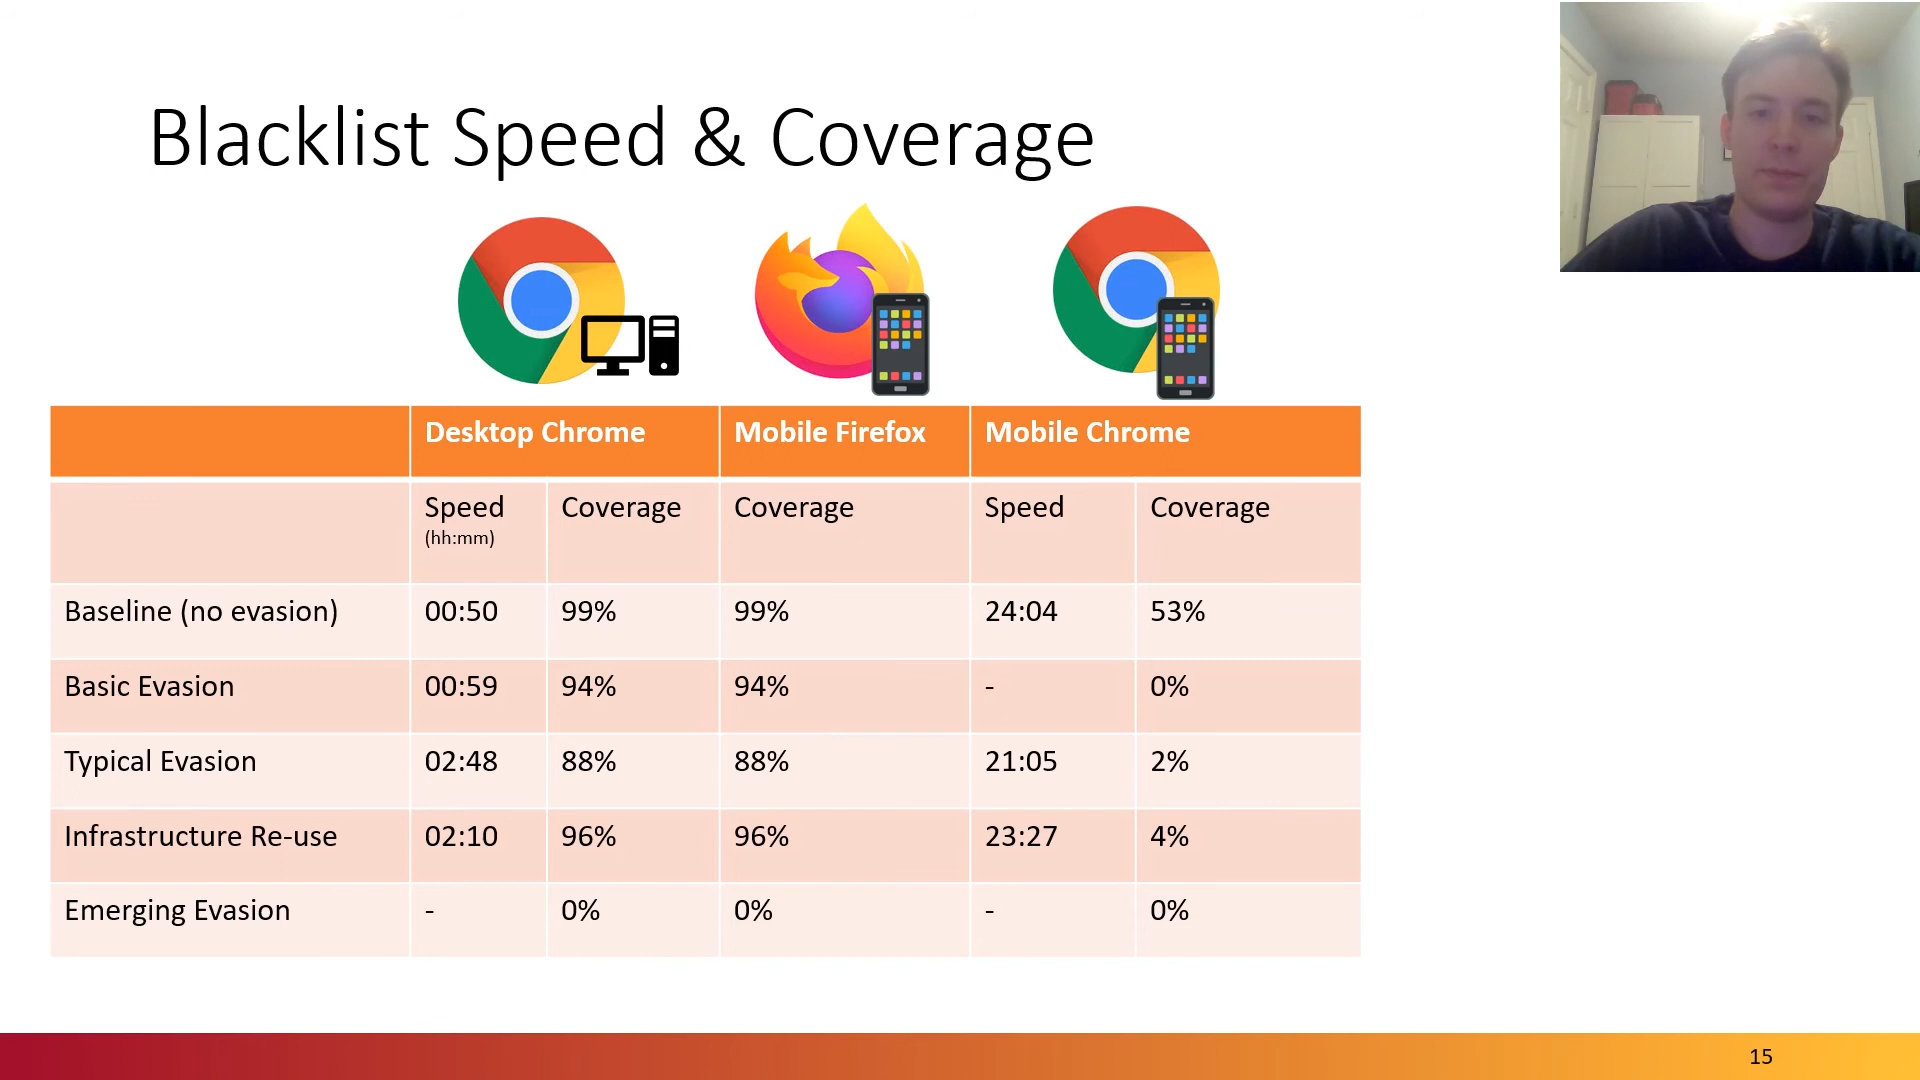 Blacklist Speed & Coverage
Desktop Chrome Mobile Firefox Mobile Chrome
Speed Coverage Coverage Speed Coverage
(hh:mm)
Baseline (no evasion) 00:50 99% 99% 24:04 53%
Basic Evasion 00:59 94% 94% - 0%
Typical Evasion 02:48 88% 88% 21:05 2%
Infrastructure Re-use 02:10 96% 96% 23:27 4%
Emerging Evasion - 0% 0% - 0%
15